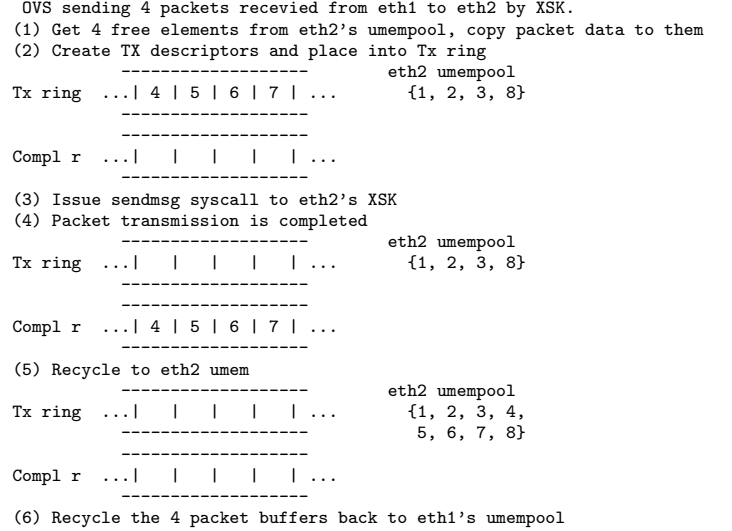 OVS sending 4 packets recevied from eth1 to eth2 by XSK.
(1) Get 4 free elements from eth2's umempool, copy packet data to them
(2) Create TX descriptors and place into Tx ring
------------------- eth2 umempool
Tx ring ...| 4 | 5 | 6 | 7 | ... {1, 2, 3, 8}
-------------------
-------------------
Compl r ...| | | | | ...
-------------------
(3) Issue sendmsg syscall to eth2's XSK
(4) Packet transmission is completed
------------------- eth2 umempool
Tx ring ...| | | | | ... {1, 2, 3, 8}
-------------------
-------------------
Compl r ...| 4 | 5 | 6 | 7 | ...
-------------------
(5) Recycle to eth2 umem
------------------- eth2 umempool
Tx ring ...| | | | | ... {1, 2, 3, 4,
------------------- 5, 6, 7, 8}
-------------------
Compl r ...| | | | | ...
-------------------
(6) Recycle the 4 packet buffers back to eth1's umempool